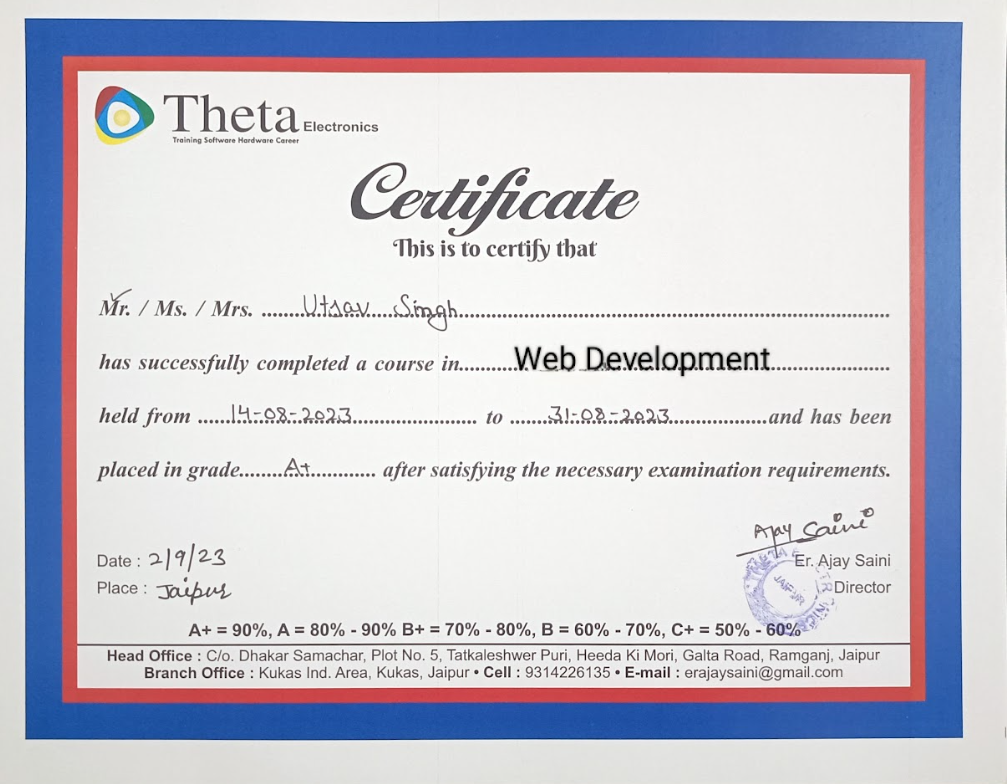 Theta Electronics
Training Software Hardware Career
Certificate
This is to certify that
Mr. / Ms. / Mrs. ........Utsav....Singh................................................................................
has successfully completed a course in..........Web Development......................
held from ......14-08-2023........................... to .......31-08-2023....................and has been
placed in grade........A+............ after satisfying the necessary examination requirements.
Ajay Saini
Date : 2/9/23
Er. Ajay Saini
Place : Jaipur
Director
JAIPUR
A+ = 90%, A = 80% - 90% B+ = 70% - 80%, B = 60% - 70%, C+ = 50% - 60%
Head Office : C/o. Dhakar Samachar, Plot No. 5, Tatkaleshwer Puri, Heeda Ki Mori, Galta Road, Ramganj, Jaipur
Branch Office : Kukas Ind. Area, Kukas, Jaipur • Cell : 9314226135 • E-mail : erajaysaini@gmail.com